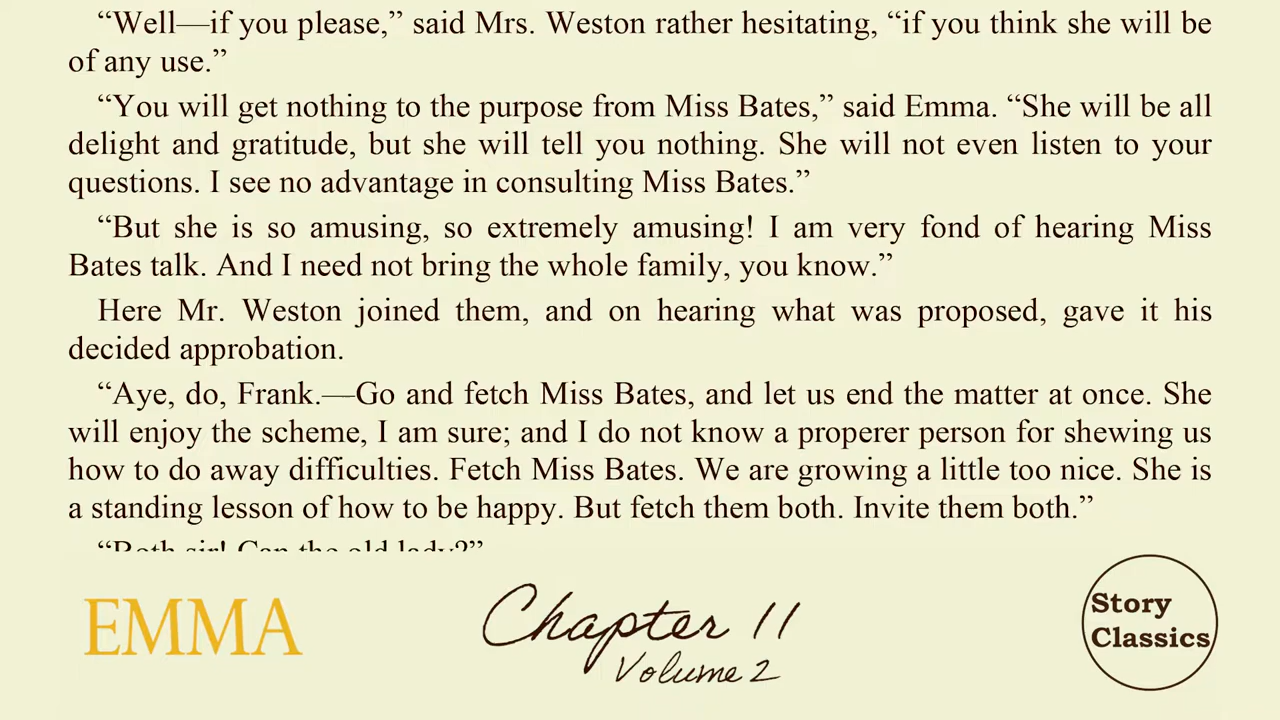 “Well—if you please,” said Mrs. Weston rather hesitating, “if you think she will be
of any use.”
“You will get nothing to the purpose from Miss Bates,” said Emma. “She will be all
delight and gratitude, but she will tell you nothing. She will not even listen to your
questions. I see no advantage in consulting Miss Bates.”
“But she is so amusing, so extremely amusing! I am very fond of hearing Miss
Bates talk. And I need not bring the whole family, you know.”
Here Mr. Weston joined them, and on hearing what was proposed, gave it his
decided approbation.
“Aye, do, Frank.—Go and fetch Miss Bates, and let us end the matter at once. She
will enjoy the scheme, I am sure; and I do not know a properer person for shewing us
how to do away difficulties. Fetch Miss Bates. We are growing a little too nice. She is
a standing lesson of how to be happy. But fetch them both. Invite them both.”
“Both sir! Can the old lady?”
EMMA
Chapter 11
Volume 2
Story
Classics